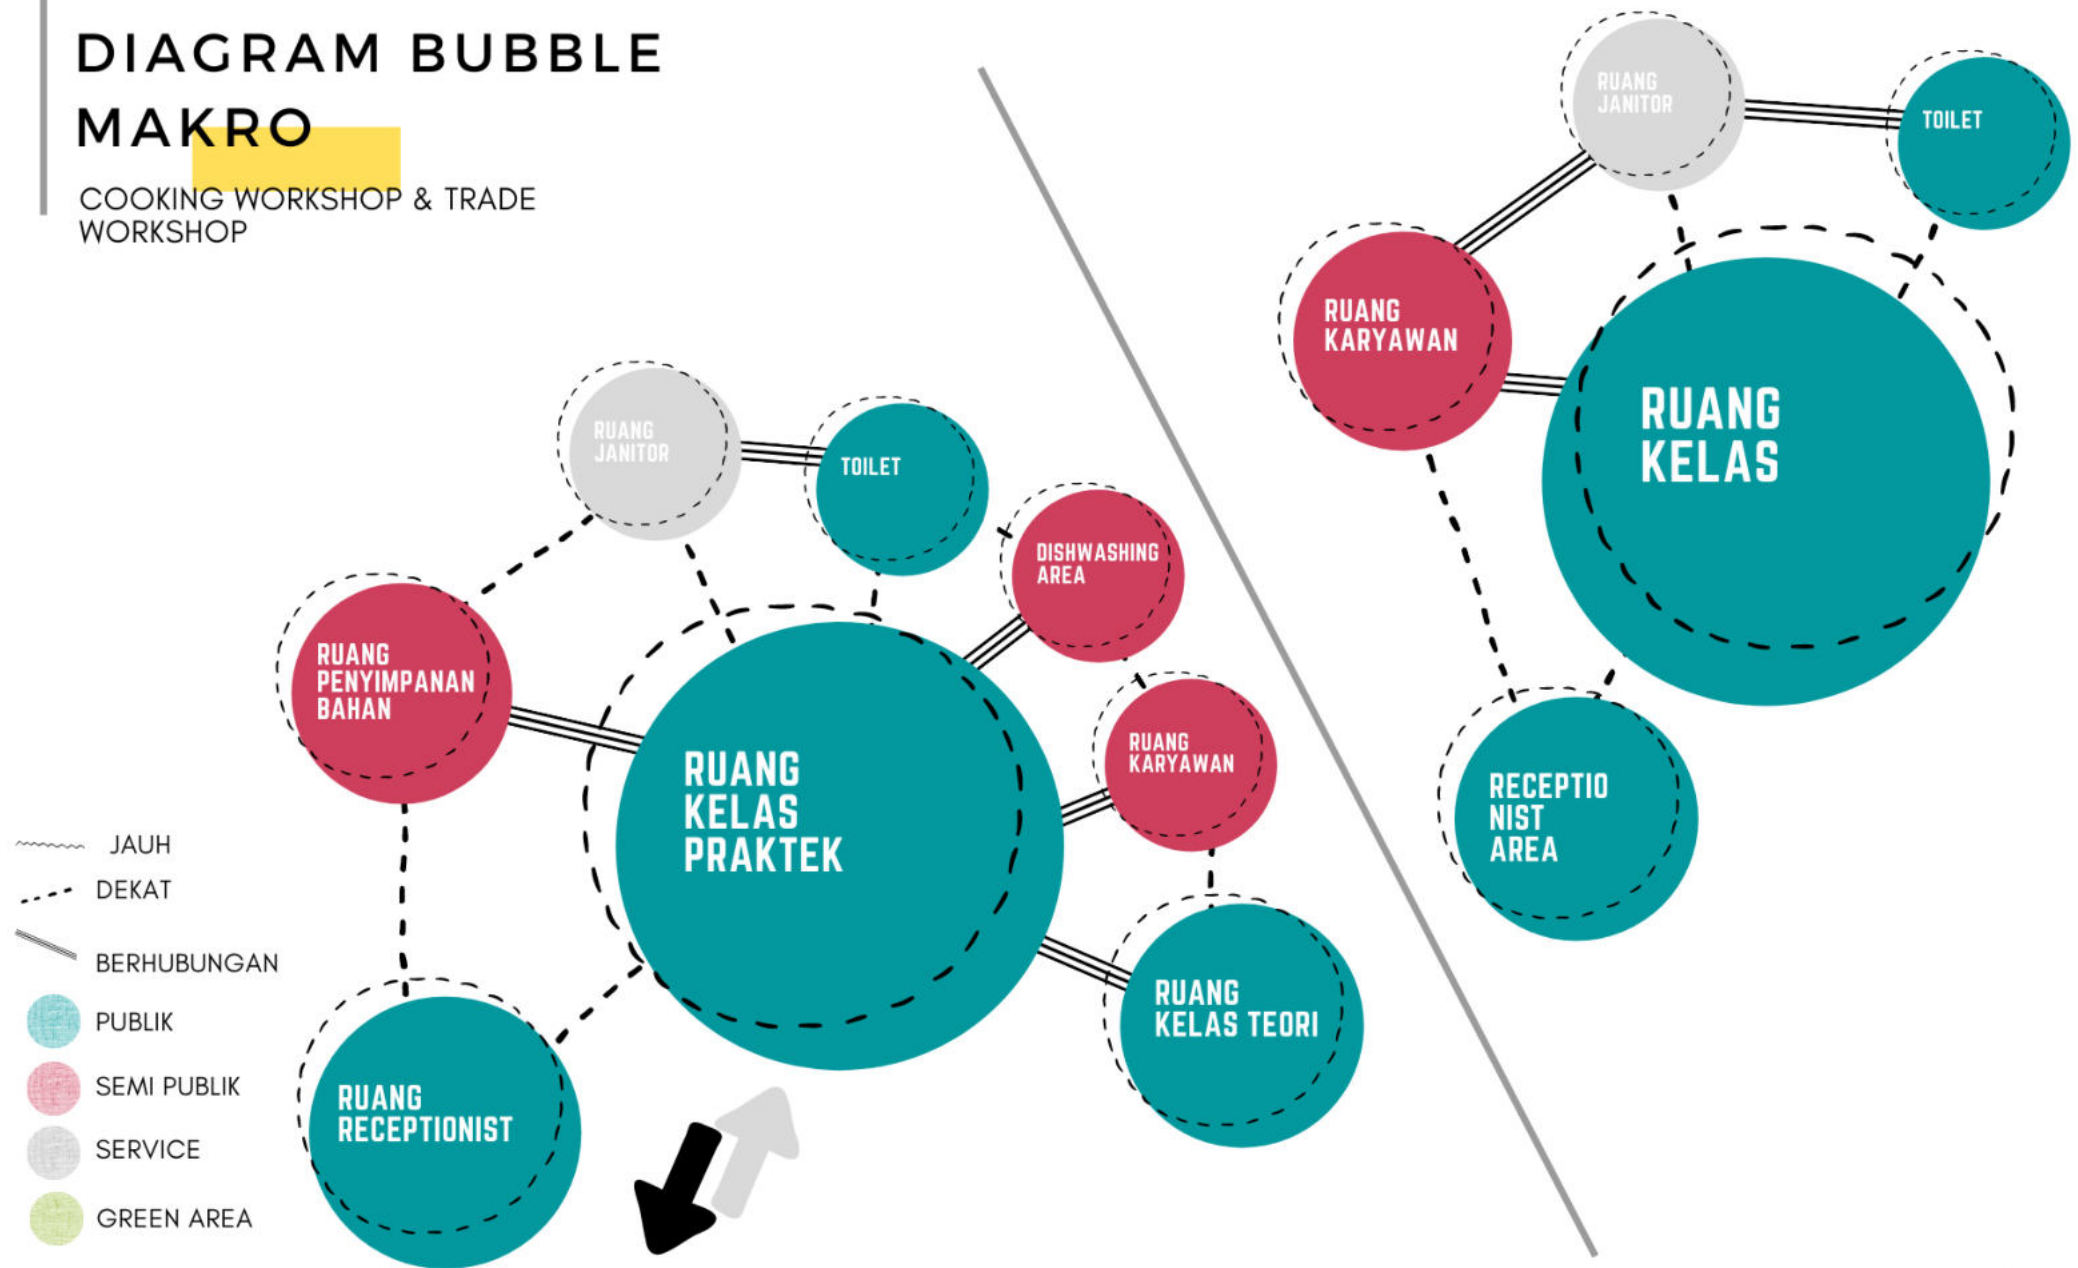 DIAGRAM BUBBLE
MAKRO
COOKING WORKSHOP & TRADE
WORKSHOP
RUANG
JANITOR
TOILET
DISHWASHING
AREA
RUANG
PENYIMPANAN
BAHAN
RUANG
KELAS
PRAKTEK
RUANG
KARYAWAN
RUANG
KELAS TEORI
RUANG
RECEPTIONIST
JAUH
DEKAT
BERHUBUNGAN
PUBLIK
SEMI PUBLIK
SERVICE
GREEN AREA
RUANG
JANITOR
TOILET
RUANG
KARYAWAN
RUANG
KELAS
RECEPTIO
NIST
AREA